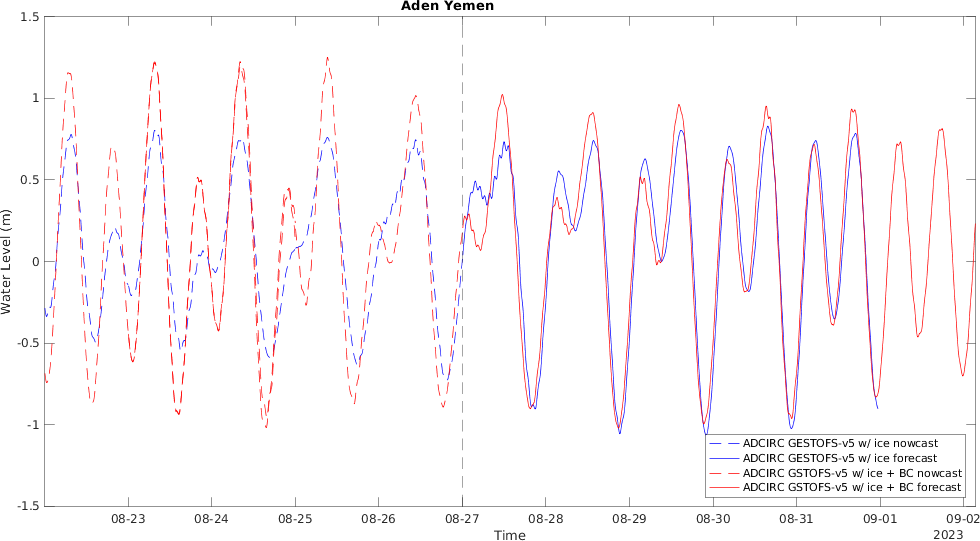 Aden Yemen
1.5
1
0.5
0
-0.5
-1
-1.5
Water Level (m)
ADCIRC GESTOFS-v5 w/ ice nowcast
ADCIRC GESTOFS-v5 w/ ice forecast
ADCIRC GSTOFS-v5 w/ ice + BC nowcast
ADCIRC GSTOFS-v5 w/ ice + BC forecast
08-23 08-24 08-25 08-26 08-27 08-28 08-29 08-30 08-31 09-01 09-02
Time
2023